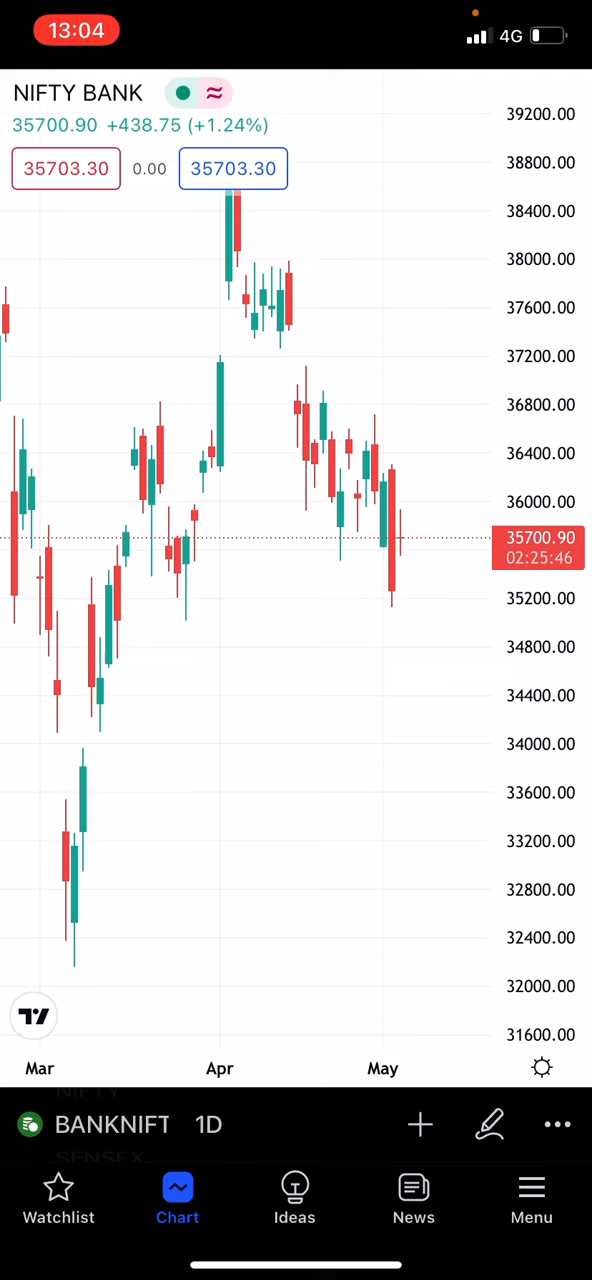 13:04
4G
NIFTY BANK
35700.90 +438.75 (+1.24%)
35703.30 0.00 35703.30
39200.00
38800.00
38400.00
38000.00
37600.00
37200.00
36800.00
36400.00
36000.00
35700.90
02:25:46
35200.00
34800.00
34400.00
34000.00
33600.00
33200.00
32800.00
32400.00
32000.00
31600.00
Mar Apr May
NIFTY
BANKNIFT 1D
SENSEX
Watchlist Chart Ideas News Menu